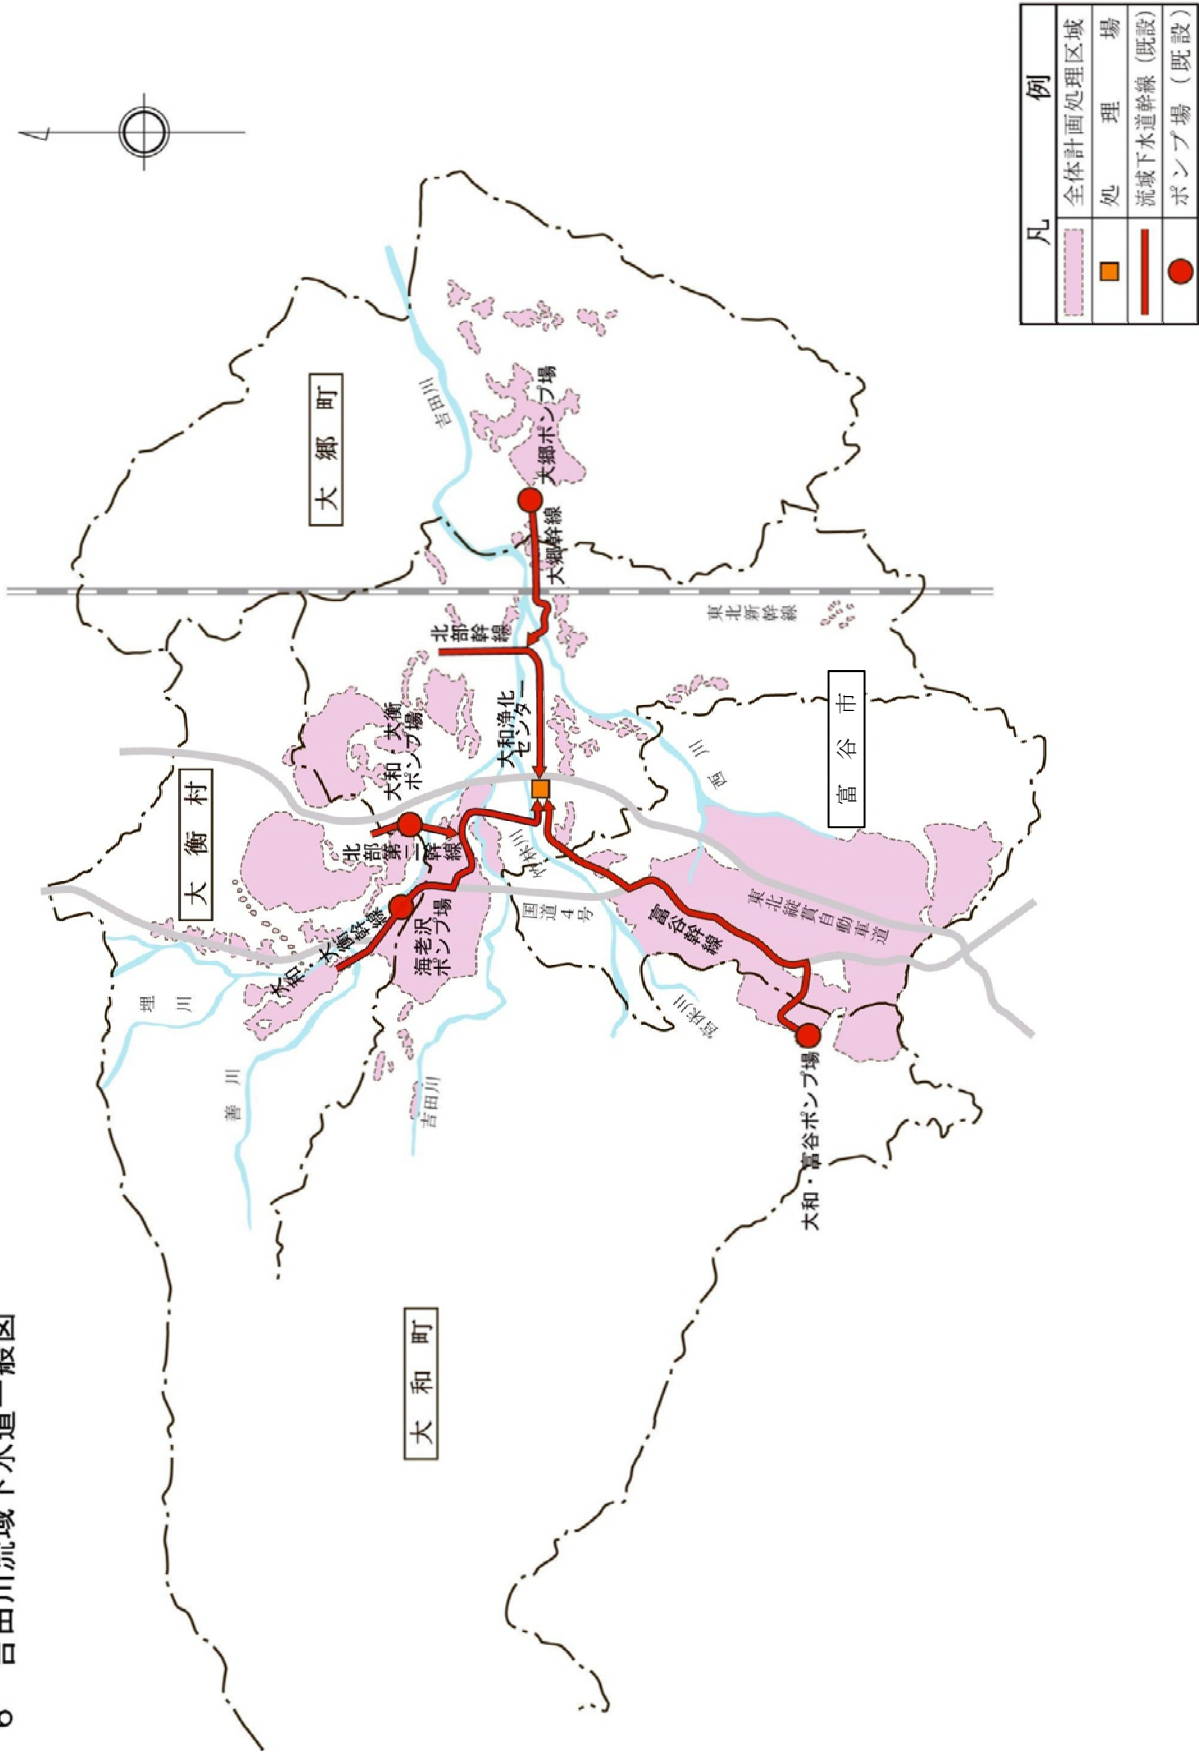 6 吉田川流域下水道一般図
凡例
全体計画処理区域
処理場
流域下水道幹線(既設)
ポンプ場(既設)
大衡村
大郷町
大和町
富谷市
埋川
善川
吉田川
吉田川
西川
宮床川
国道4号
東北縦貫自動車道
東北新幹線
大和・大衡幹線
海老沢
ポンプ場
北部第二幹線
大和・大衡
ポンプ場
北部幹線
大和浄化
センター
大郷幹線
大郷ポンプ場
富谷幹線
大和・富谷ポンプ場